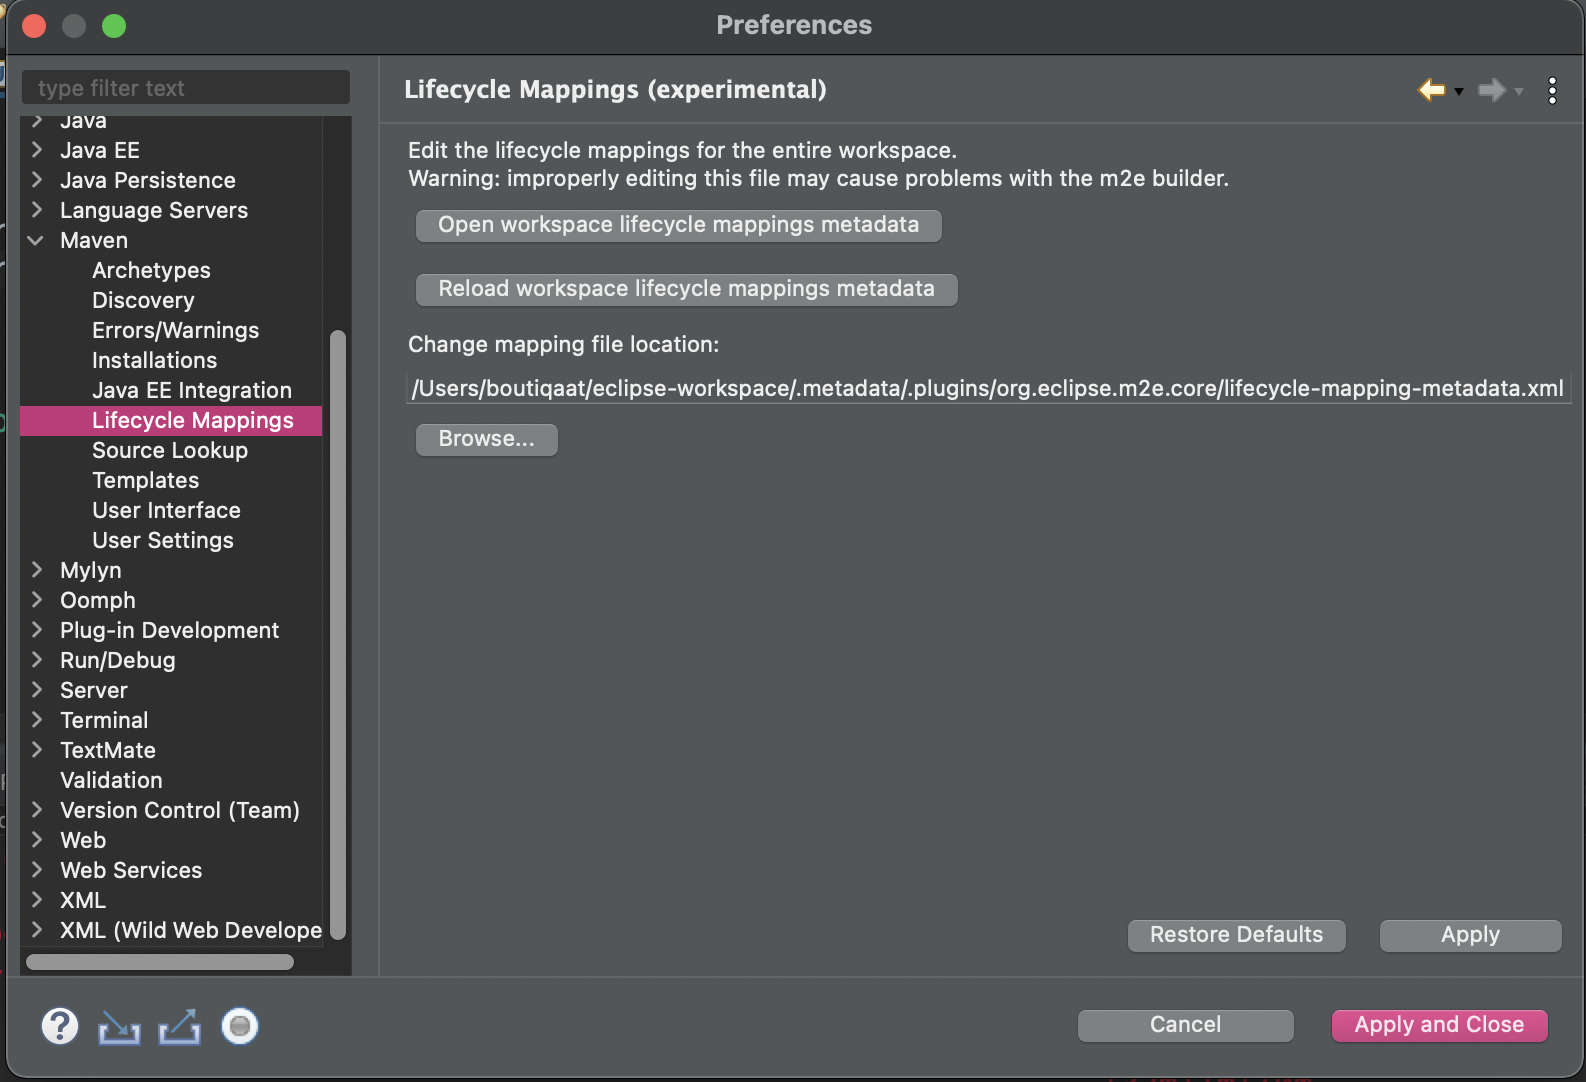 Preferences
type filter text
Java
Java EE
Java Persistence
Language Servers
Maven
Archetypes
Discovery
Errors/Warnings
Installations
Java EE Integration
Lifecycle Mappings
Source Lookup
Templates
User Interface
User Settings
Mylyn
Oomph
Plug-in Development
Run/Debug
Server
Terminal
TextMate
Validation
Version Control (Team)
Web
Web Services
XML
XML (Wild Web Develope
Lifecycle Mappings (experimental)
Edit the lifecycle mappings for the entire workspace.
Warning: improperly editing this file may cause problems with the m2e builder.
Open workspace lifecycle mappings metadata
Reload workspace lifecycle mappings metadata
Change mapping file location:
/Users/boutiqaat/eclipse-workspace/.metadata/.plugins/org.eclipse.m2e.core/lifecycle-mapping-metadata.xml
Browse...
Restore Defaults
Apply
?
Cancel
Apply and Close